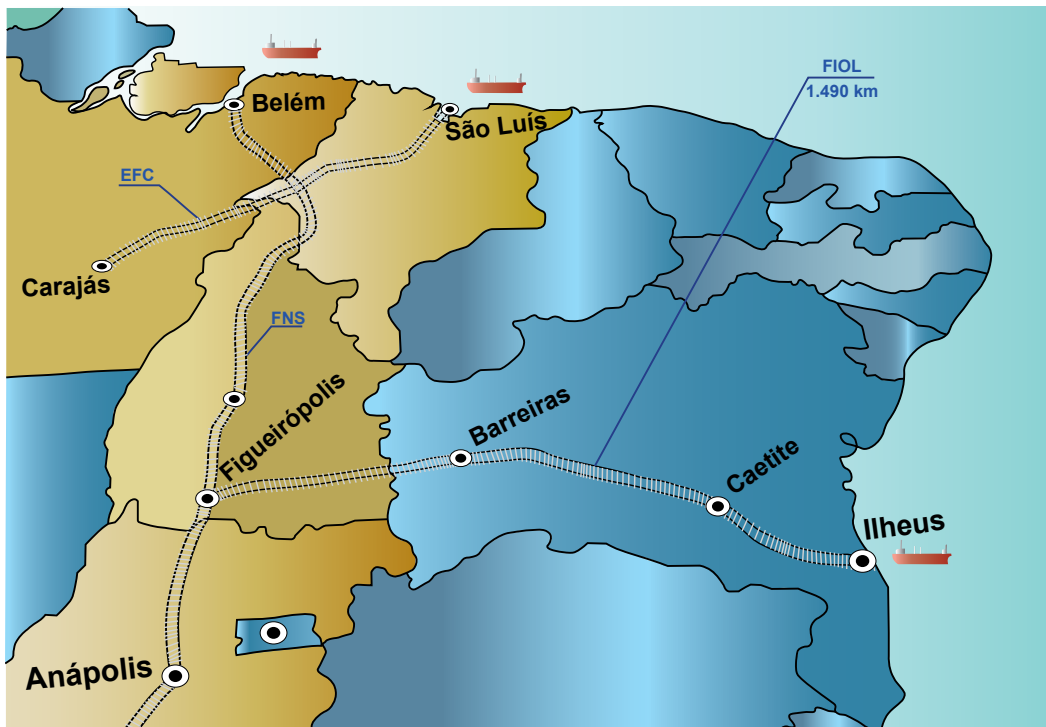 FIOL
1.490 km
Belém
São Luís
EFC
Carajás
FNS
Figueirópolis
Barreiras
Caetite
Ilheus
Anápolis